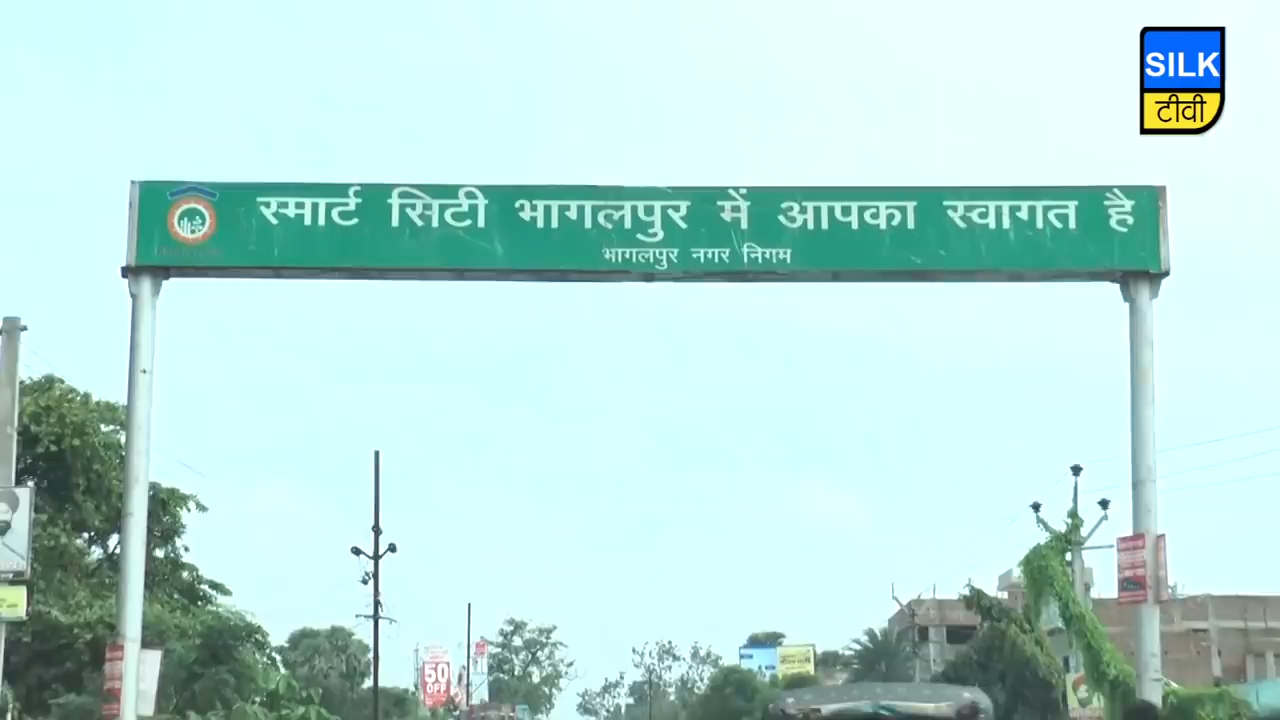 SILK
टीवी
स्मार्ट सिटी भागलपुर में आपका स्वागत है
भागलपुर नगर निगम
50
OFF